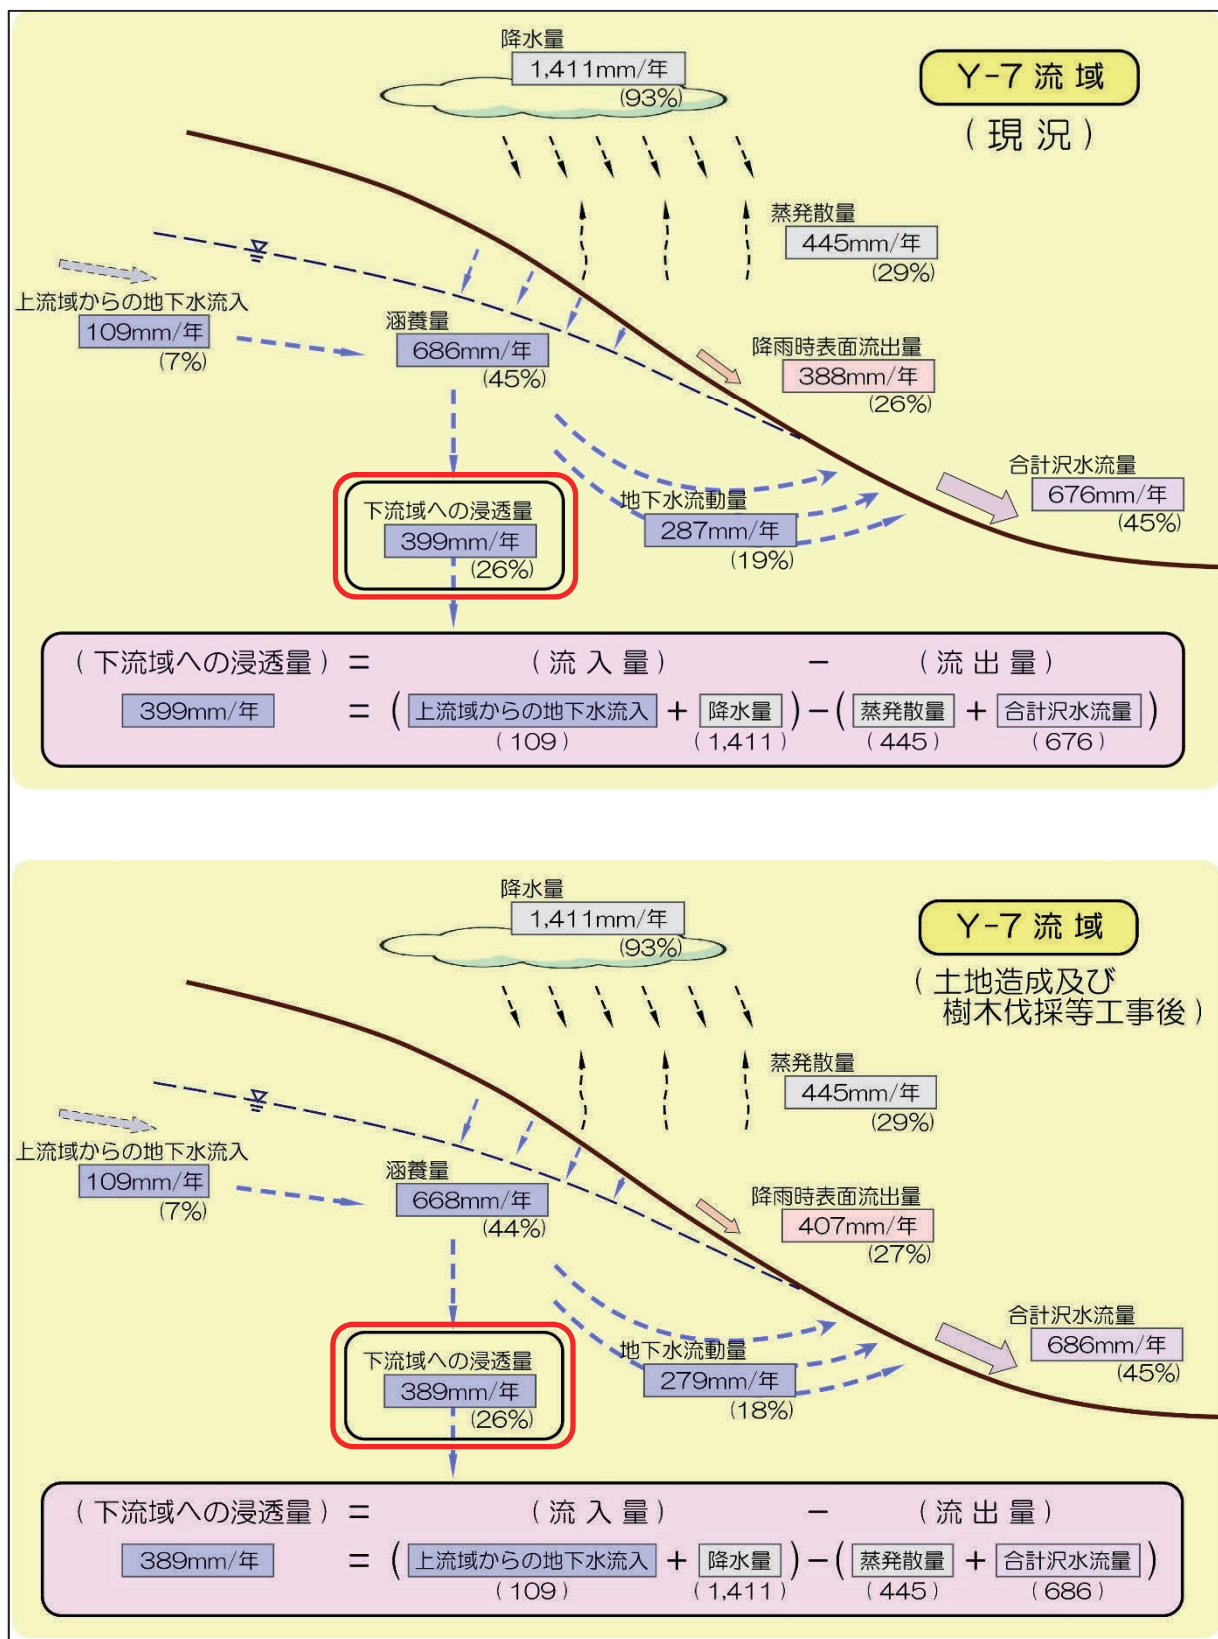 降水量
1,411mm/年
(93%)
Y-7 流域
(現況)
蒸発散量
445mm/年
(29%)
上流域からの地下水流入
109mm/年
(7%)
涵養量
686mm/年
(45%)
降雨時表面流出量
388mm/年
(26%)
合計沢水流量
676mm/年
(45%)
下流域への浸透量
399mm/年
(26%)
地下水流動量
287mm/年
(19%)
(下流域への浸透量) = (流入量) − (流出量)
399mm/年 = (上流域からの地下水流入 + 降水量)−(蒸発散量 + 合計沢水流量)
(109) (1,411) (445) (676)
降水量
1,411mm/年
(93%)
Y-7 流域
(土地造成及び
樹木伐採等工事後)
蒸発散量
445mm/年
(29%)
上流域からの地下水流入
109mm/年
(7%)
涵養量
668mm/年
(44%)
降雨時表面流出量
407mm/年
(27%)
合計沢水流量
686mm/年
(45%)
下流域への浸透量
389mm/年
(26%)
地下水流動量
279mm/年
(18%)
(下流域への浸透量) = (流入量) − (流出量)
389mm/年 = (上流域からの地下水流入 + 降水量)−(蒸発散量 + 合計沢水流量)
(109) (1,411) (445) (686)